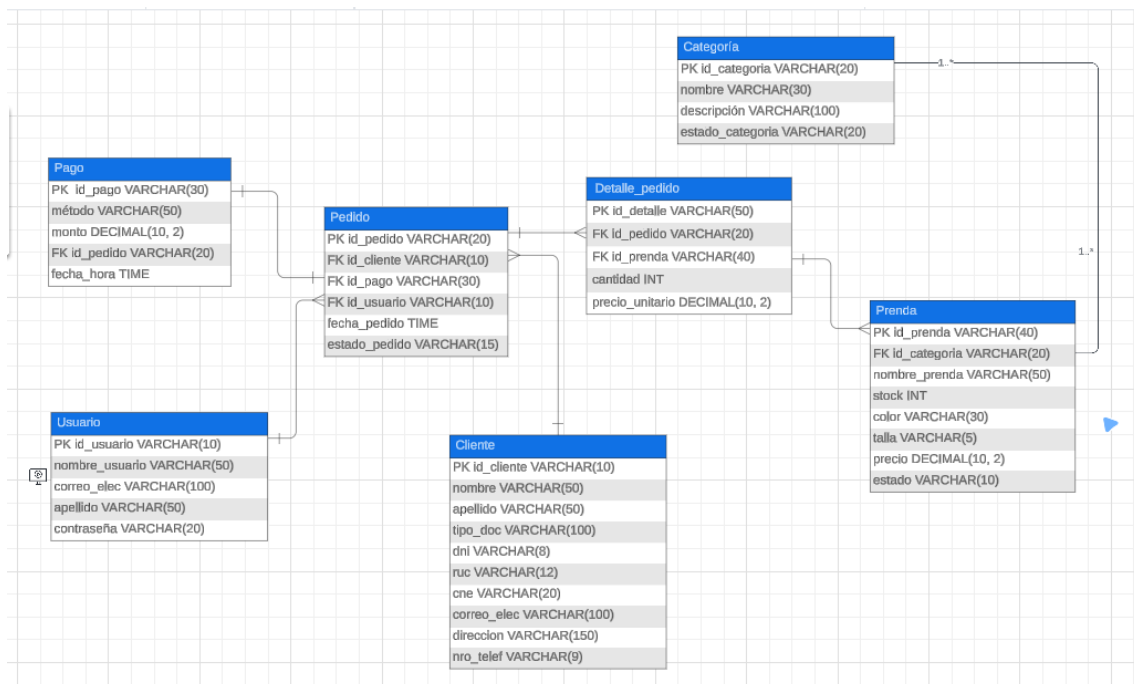 Categoría
PK id_categoria VARCHAR(20)
nombre VARCHAR(30)
descripción VARCHAR(100)
estado_categoria VARCHAR(20)
1..*
1..*
Pago
PK id_pago VARCHAR(30)
método VARCHAR(50)
monto DECIMAL(10, 2)
FK id_pedido VARCHAR(20)
fecha_hora TIME
Pedido
PK id_pedido VARCHAR(20)
FK id_cliente VARCHAR(10)
FK id_pago VARCHAR(30)
FK id_usuario VARCHAR(10)
fecha_pedido TIME
estado_pedido VARCHAR(15)
Detalle_pedido
PK id_detalle VARCHAR(50)
FK id_pedido VARCHAR(20)
FK id_prenda VARCHAR(40)
cantidad INT
precio_unitario DECIMAL(10, 2)
Prenda
PK id_prenda VARCHAR(40)
FK id_categoria VARCHAR(20)
nombre_prenda VARCHAR(50)
stock INT
color VARCHAR(30)
talla VARCHAR(5)
precio DECIMAL(10, 2)
estado VARCHAR(10)
Usuario
PK id_usuario VARCHAR(10)
nombre_usuario VARCHAR(50)
correo_elec VARCHAR(100)
apellido VARCHAR(50)
contraseña VARCHAR(20)
Cliente
PK id_cliente VARCHAR(10)
nombre VARCHAR(50)
apellido VARCHAR(50)
tipo_doc VARCHAR(100)
dni VARCHAR(8)
ruc VARCHAR(12)
cne VARCHAR(20)
correo_elec VARCHAR(100)
direccion VARCHAR(150)
nro_telef VARCHAR(9)